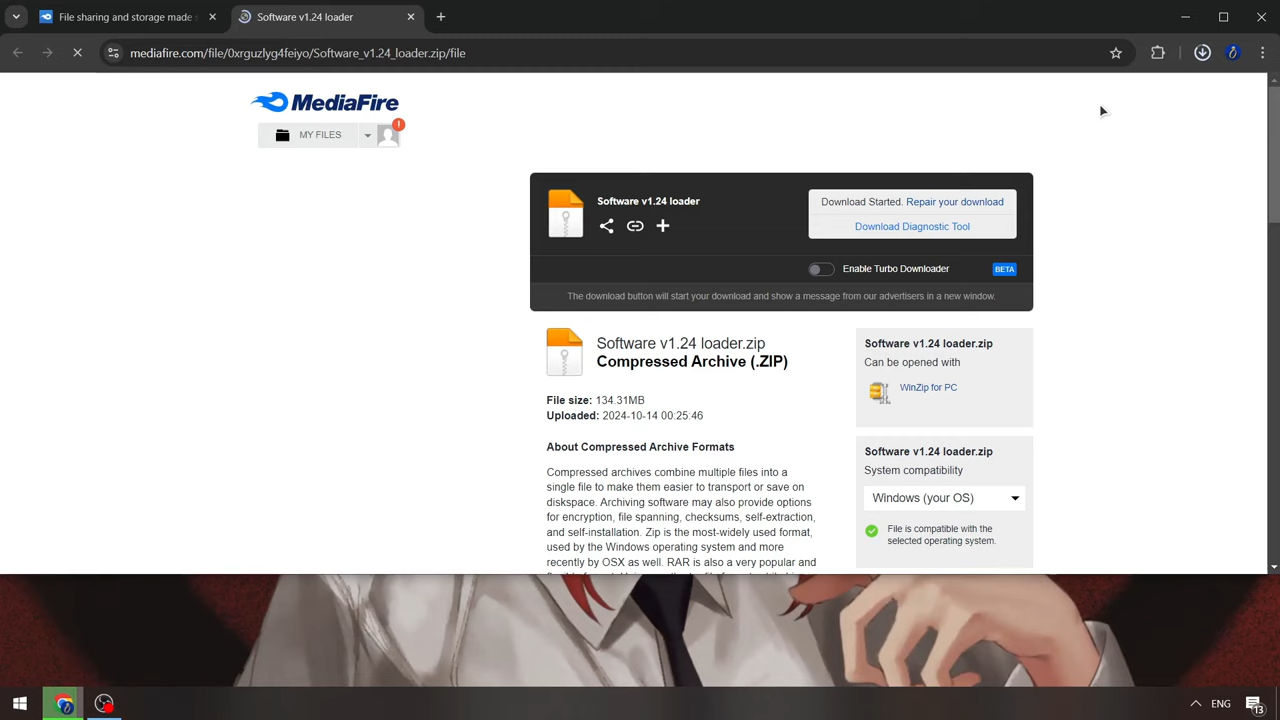 File sharing and storage made
Software v1.24 loader
mediafire.com/file/0xrguzlyg4feiyo/Software_v1.24_loader.zip/file
MediaFire
MY FILES
!
Software v1.24 loader
Download Started. Repair your download
Download Diagnostic Tool
Enable Turbo Downloader
BETA
The download button will start your download and show a message from our advertisers in a new window.
Software v1.24 loader.zip
Compressed Archive (.ZIP)
File size: 134.31MB
Uploaded: 2024-10-14 00:25:46
About Compressed Archive Formats
Compressed archives combine multiple files into a
single file to make them easier to transport or save on
diskspace. Archiving software may also provide options
for encryption, file spanning, checksums, self-extraction,
and self-installation. Zip is the most-widely used format,
used by the Windows operating system and more
recently by OSX as well. RAR is also a very popular and
Software v1.24 loader.zip
Can be opened with
WinZip for PC
Software v1.24 loader.zip
System compatibility
Windows (your OS)
File is compatible with the
selected operating system.
ENG
13